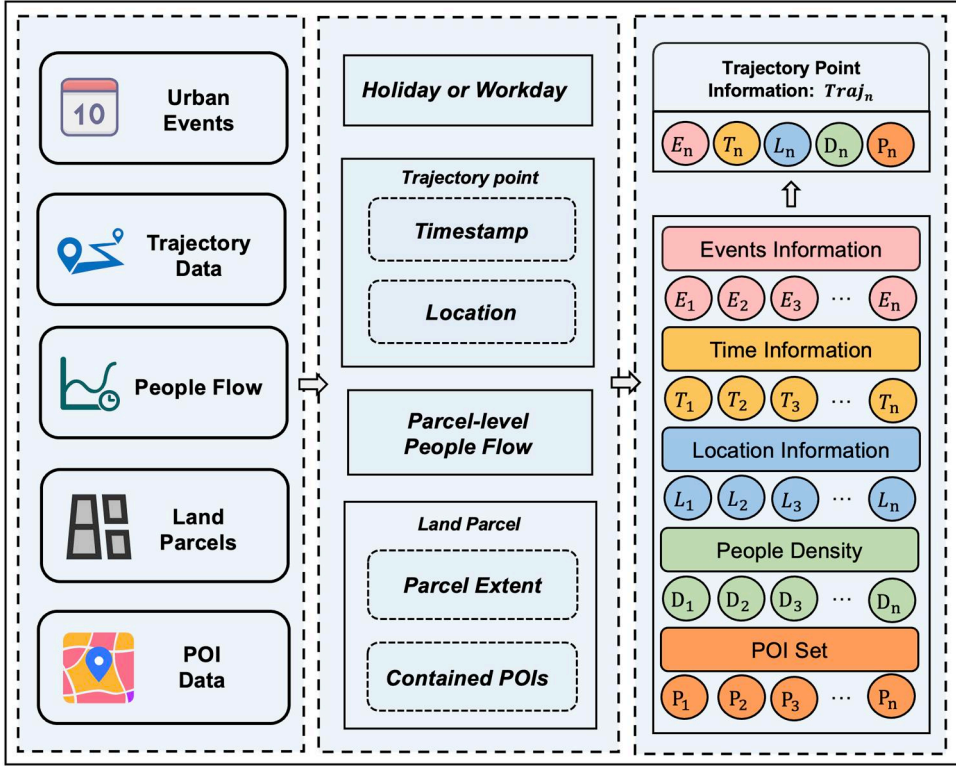 10
Urban
Events
Trajectory
Data
People Flow
Land
Parcels
POI
Data
Holiday or Workday
Trajectory point
Timestamp
Location
Parcel-level
People Flow
Land Parcel
Parcel Extent
Contained POIs
Trajectory Point
Information: Traj_n
E_n T_n L_n D_n P_n
Events Information
E_1 E_2 E_3 ⋯ E_n
Time Information
T_1 T_2 T_3 ⋯ T_n
Location Information
L_1 L_2 L_3 ⋯ L_n
People Density
D_1 D_2 D_3 ⋯ D_n
POI Set
P_1 P_2 P_3 ⋯ P_n